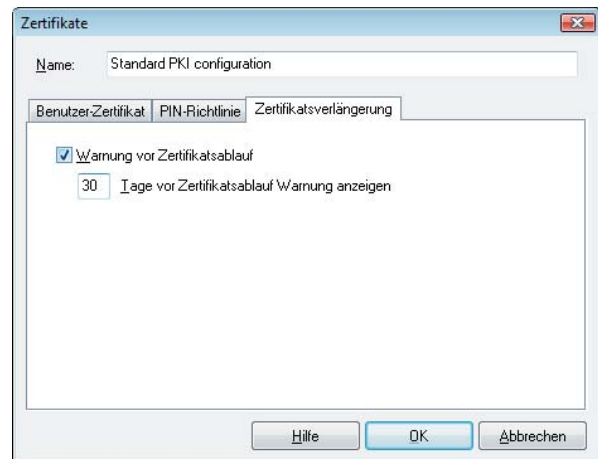 Zertifikate
Name: Standard PKI configuration
Benutzer-Zertifikat PIN-Richtlinie Zertifikatsverlängerung
Warnung vor Zertifikatsablauf
30 Tage vor Zertifikatsablauf Warnung anzeigen
Hilfe OK Abbrechen